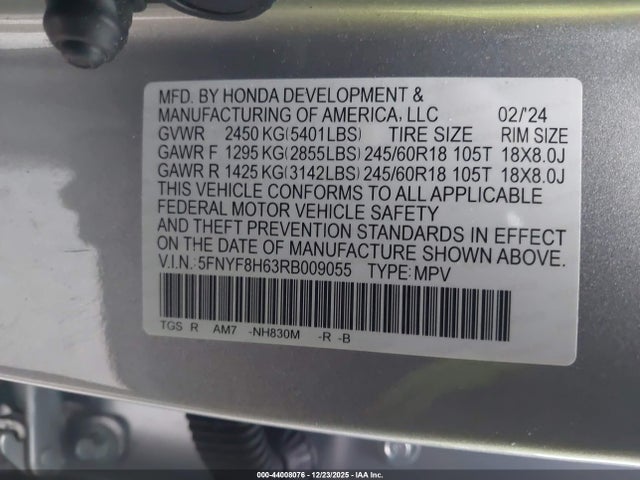 MFD. BY HONDA DEVELOPMENT &
MANUFACTURING OF AMERICA, LLC 02/'24
GVWR 2450 KG(5401LBS) TIRE SIZE RIM SIZE
GAWR F 1295 KG(2855LBS) 245/60R18 105T 18X8.0J
GAWR R 1425 KG(3142LBS) 245/60R18 105T 18X8.0J
THIS VEHICLE CONFORMS TO ALL APPLICABLE
FEDERAL MOTOR VEHICLE SAFETY
AND THEFT PREVENTION STANDARDS IN EFFECT
ON THE DATE OF MANUFACTURE SHOWN ABOVE.
V.I.N.: 5FNYF8H63RB009055 TYPE: MPV
TGS R AM7 -NH830M -R -B
000-44008076 - 12/23/2025 - IAA Inc.